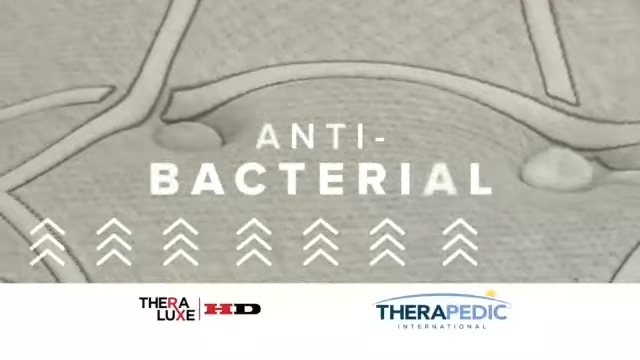 ANTI-
BACTERIAL
THERA
LUXE
HD
THERAPEDIC
INTERNATIONAL